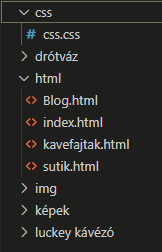 css
css.css
drótváz
html
Blog.html
index.html
kavefajtak.html
sutik.html
img
képek
luckey kávézó